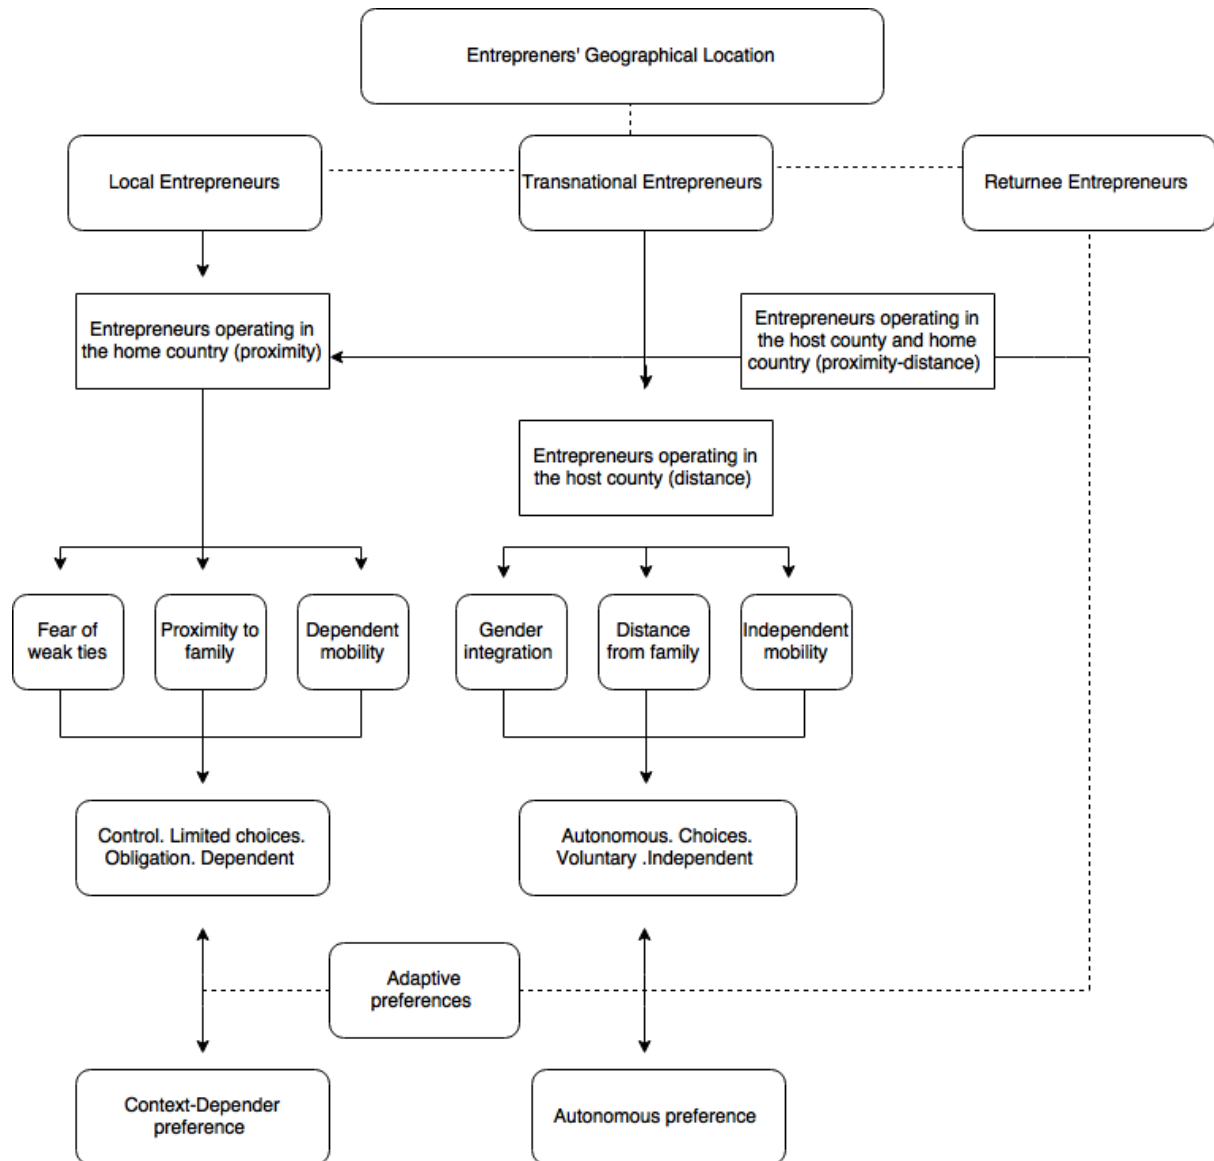 Entrepreners' Geographical Location
Local Entrepreneurs
Transnational Entrepreneurs
Returnee Entrepreneurs
Entrepreneurs operating in
the home country (proximity)
Entrepreneurs operating in
the host county and home
country (proximity-distance)
Entrepreneurs operating in
the host county (distance)
Fear of
weak ties
Proximity to
family
Dependent
mobility
Gender
integration
Distance
from family
Independent
mobility
Control. Limited choices.
Obligation. Dependent
Autonomous. Choices.
Voluntary .Independent
Adaptive
preferences
Context-Depender
preference
Autonomous preference